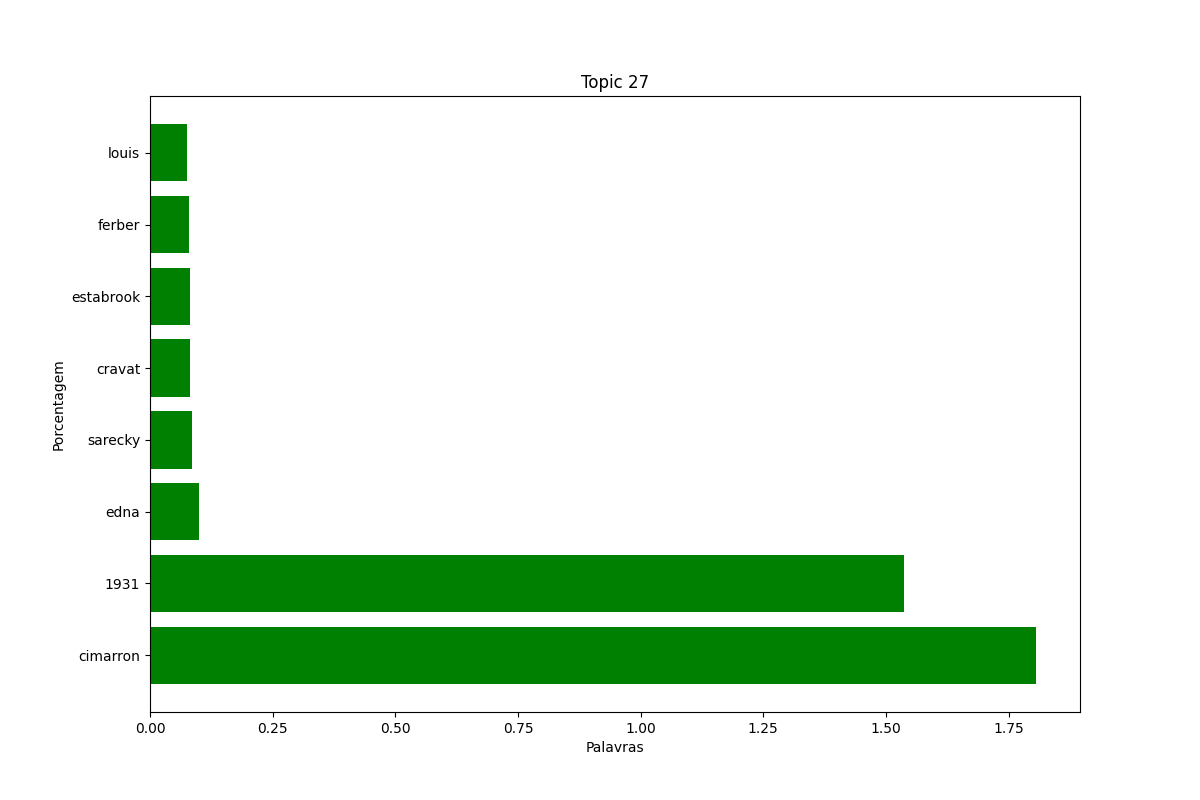 Topic 27
louis
ferber
estabrook
cravat
sarecky
edna
1931
cimarron
Porcentagem
0.00 0.25 0.50 0.75 1.00 1.25 1.50 1.75
Palavras